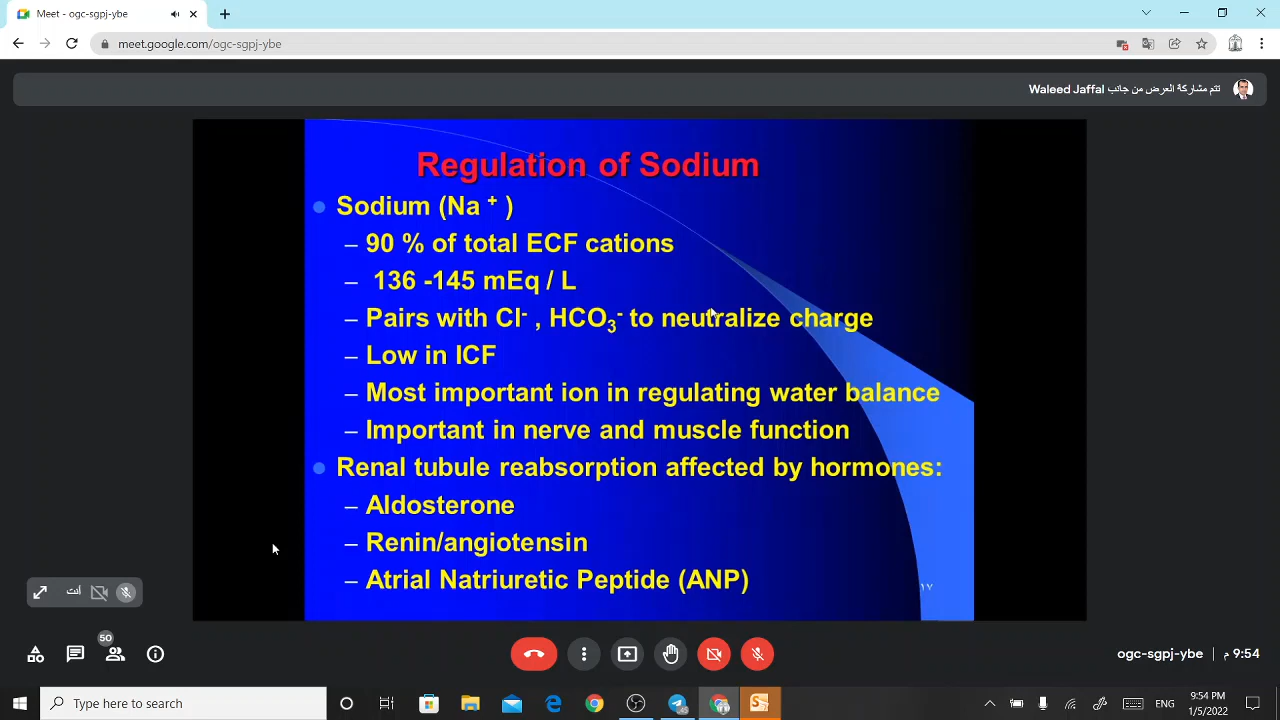 Meet - ogc-sgpj-ybe
meet.google.com/ogc-sgpj-ybe
تتم مشاركة العرض من جانب Waleed Jaffal
Regulation of Sodium
Sodium (Na + )
– 90 % of total ECF cations
– 136 -145 mEq / L
– Pairs with Cl- , HCO3- to neutralize charge
– Low in ICF
– Most important ion in regulating water balance
– Important in nerve and muscle function
Renal tubule reabsorption affected by hormones:
– Aldosterone
– Renin/angiotensin
– Atrial Natriuretic Peptide (ANP)
١٧
أنت
50
ogc-sgpj-ybe
9:54 م
Type here to search
ENG
9:54 PM
1/5/2022